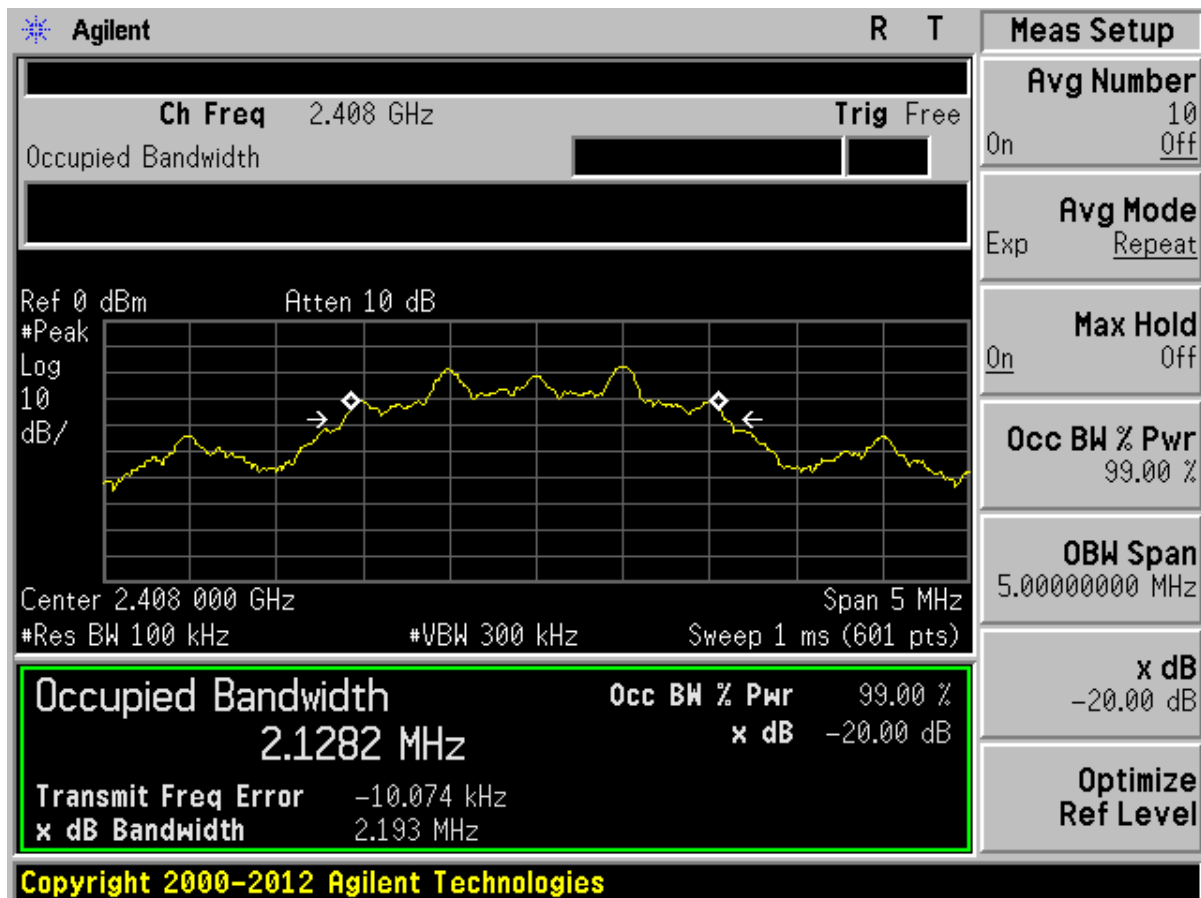 Agilent R T
Ch Freq 2.408 GHz Trig Free
Occupied Bandwidth
Ref 0 dBm Atten 10 dB
#Peak
Log
10
dB/
Center 2.408 000 GHz Span 5 MHz
#Res BW 100 kHz #VBW 300 kHz Sweep 1 ms (601 pts)
Occupied Bandwidth
2.1282 MHz
Occ BW % Pwr 99.00 %
x dB -20.00 dB
Transmit Freq Error -10.074 kHz
x dB Bandwidth 2.193 MHz
Copyright 2000-2012 Agilent Technologies
Meas Setup
Avg Number
10
On Off
Avg Mode
Exp Repeat
Max Hold
On Off
Occ BW % Pwr
99.00 %
OBW Span
5.00000000 MHz
x dB
-20.00 dB
Optimize
Ref Level